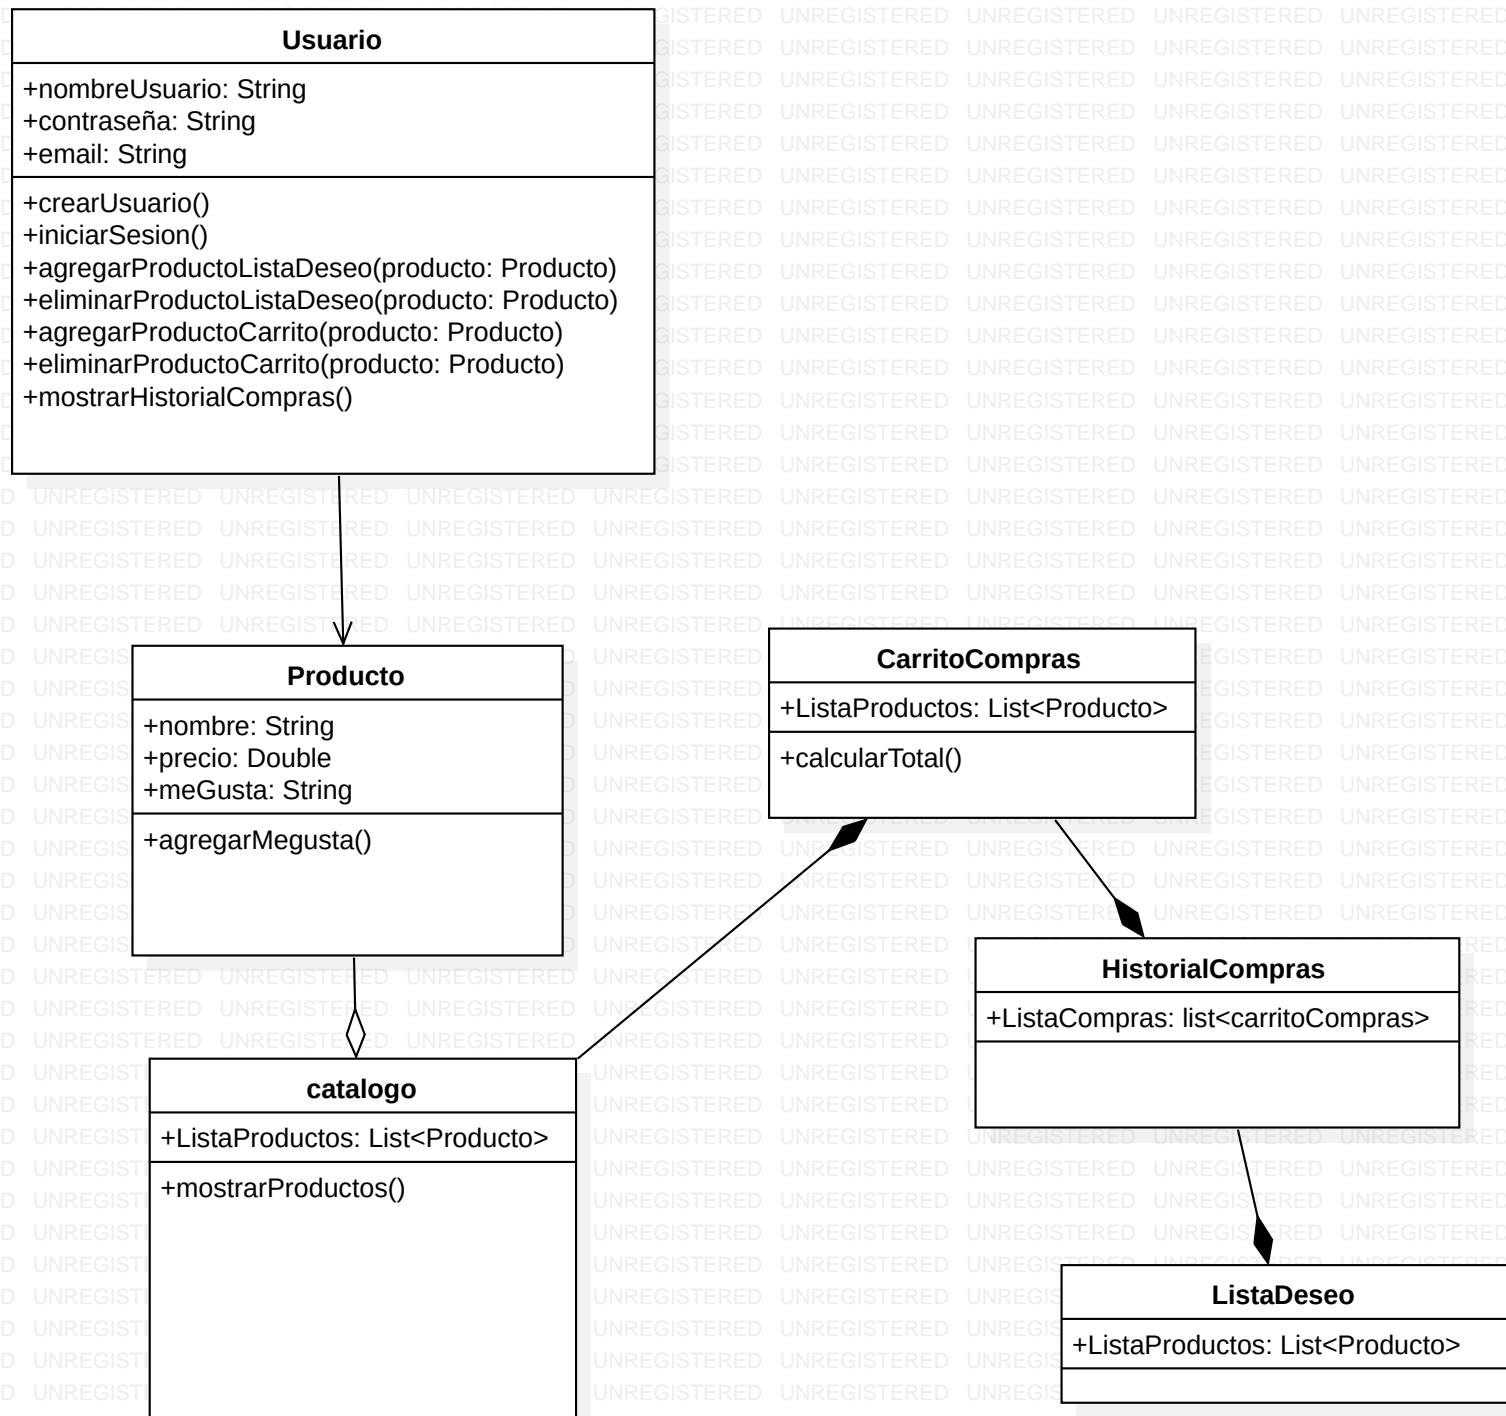 Usuario
+nombreUsuario: String
+contraseña: String
+email: String
+crearUsuario()
+iniciarSesion()
+agregarProductoListaDeseo(producto: Producto)
+eliminarProductoListaDeseo(producto: Producto)
+agregarProductoCarrito(producto: Producto)
+eliminarProductoCarrito(producto: Producto)
+mostrarHistorialCompras()
Producto
+nombre: String
+precio: Double
+meGusta: String
+agregarMegusta()
CarritoCompras
+ListaProductos: List<Producto>
+calcularTotal()
HistorialCompras
+ListaCompras: list<carritoCompras>
catalogo
+ListaProductos: List<Producto>
+mostrarProductos()
ListaDeseo
+ListaProductos: List<Producto>
UNREGISTERED